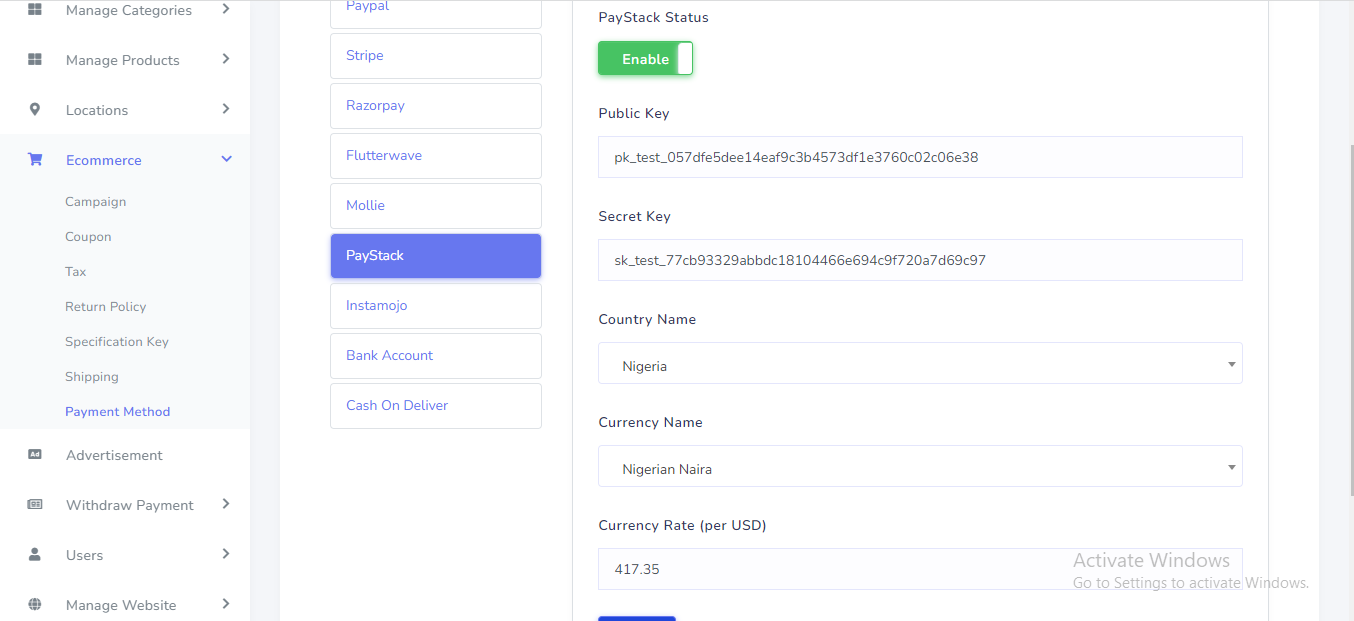 Manage Categories
Manage Products
Locations
Ecommerce
Campaign
Coupon
Tax
Return Policy
Specification Key
Shipping
Payment Method
Ad
Advertisement
Withdraw Payment
Users
Manage Website
Paypal
Stripe
Razorpay
Flutterwave
Mollie
PayStack
Instamojo
Bank Account
Cash On Deliver
PayStack Status
Enable
Public Key
pk_test_057dfe5dee14eaf9c3b4573df1e3760c02c06e38
Secret Key
sk_test_77cb93329abbdc18104466e694c9f720a7d69c97
Country Name
Nigeria
Currency Name
Nigerian Naira
Currency Rate (per USD)
417.35
Activate Windows
Go to Settings to activate Windows.